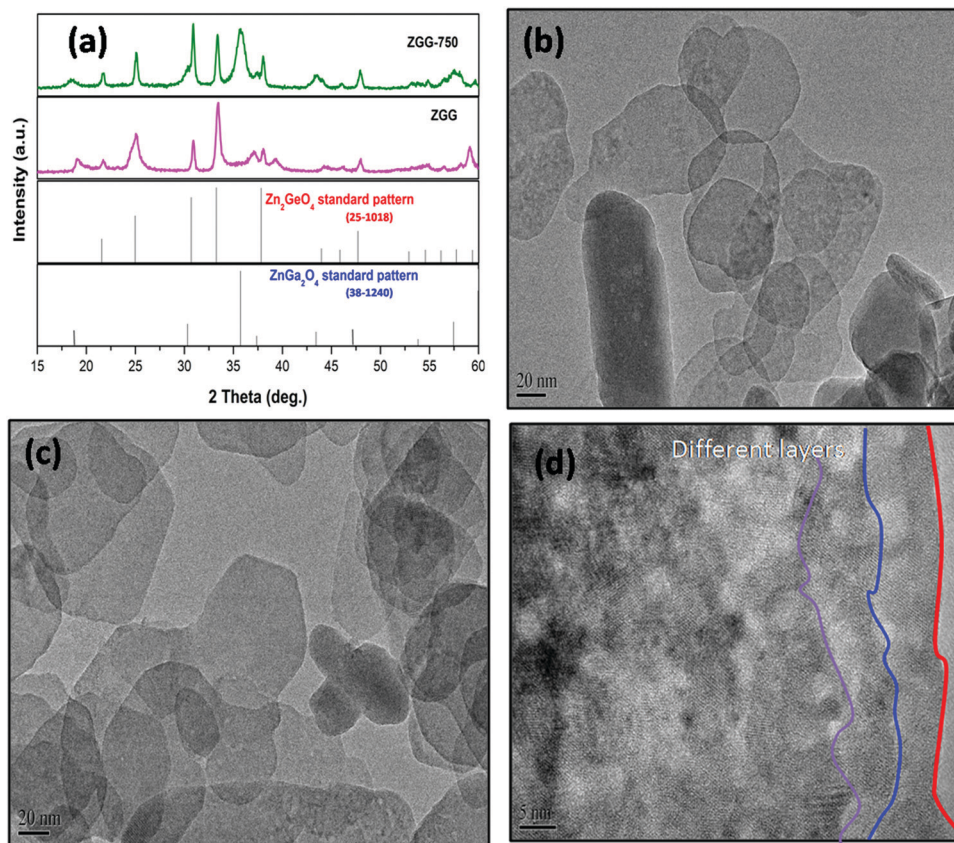 (a)
ZGG-750
ZGG
Zn₂GeO₄ standard pattern
(25-1018)
ZnGa₂O₄ standard pattern
(38-1240)
Intensity (a.u.)
15 20 25 30 35 40 45 50 55 60
2 Theta (deg.)
(b)
20 nm
(c)
20 nm
(d)
Different layers
5 nm